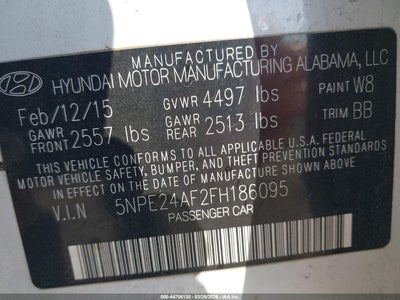 MANUFACTURED BY
HYUNDAI MOTOR MANUFACTURING ALABAMA, LLC
Feb/12/15 GVWR 4497 lbs PAINT W8
GAWR FRONT 2557 lbs GAWR REAR 2513 lbs TRIM BB
THIS VEHICLE CONFORMS TO ALL APPLICABLE U.S.A. FEDERAL
MOTOR VEHICLE SAFETY, BUMPER, AND THEFT PREVENTION STANDARDS
IN EFFECT ON THE DATE OF MANUFACTURE SHOWN ABOVE.
V.I.N 5NPE24AF2FH186095
PASSENGER CAR